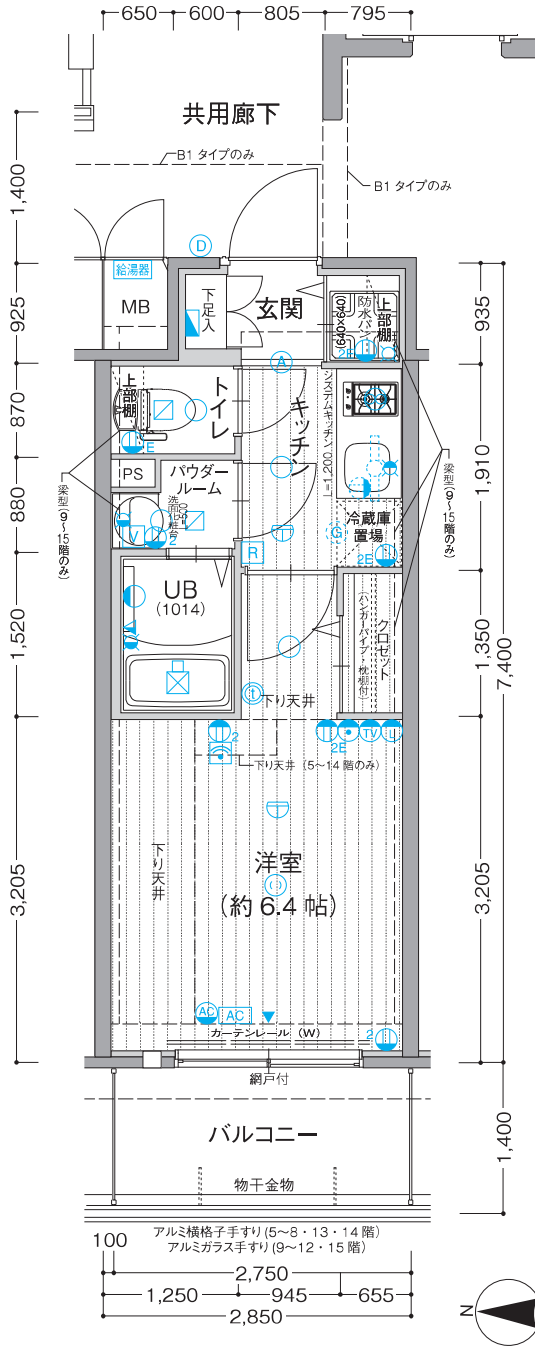 650 600 805 795
共用廊下
B1 タイプのみ
B1 タイプのみ
1,400
D
給湯器
MB
下足入
玄関
上部棚
防水パン
(640×640)
2E
925
935
A
上部棚
トイレ
E
キッチン
システムキッチン
L=1,200
870
1,910
PS
パウダー
ルーム
洗面化粧台
L=500
V
2
冷蔵庫
置場
2E
G
R
梁型(9~15階のみ)
梁型(9~15階のみ)
880
UB
(1014)
クロゼット
(ハンガーパイプ・枕棚付)
1,520
1,350
7,400
t
下り天井
2
2E
TV
L
下り天井 (5~14 階のみ)
下り天井
洋室
(約 6.4 帖)
3,205
3,205
AC
AC
2
カーテンレール (W)
網戸付
バルコニー
1,400
物干金物
アルミ横格子手すり(5~8・13・14 階)
アルミガラス手すり(9~12・15 階)
100
2,750
1,250 945 655
2,850
N